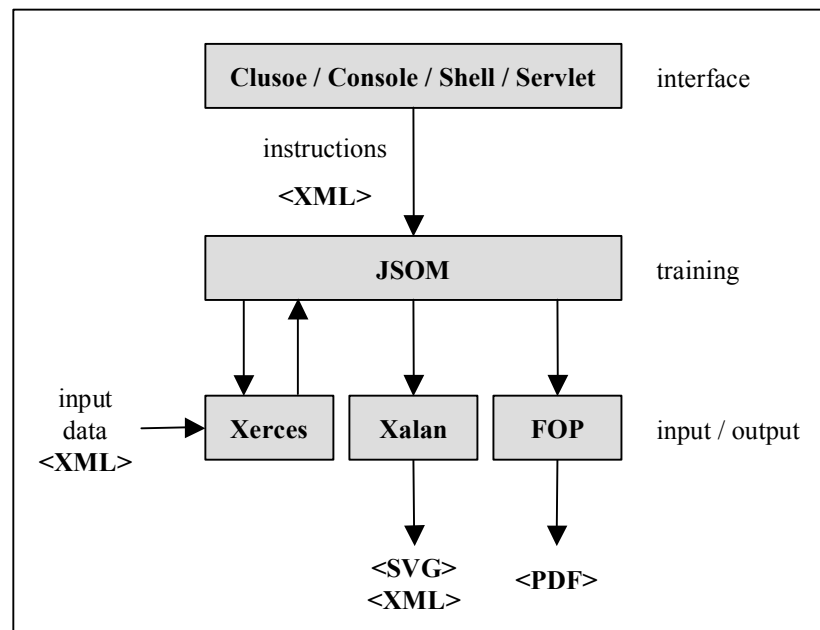 Clusoe / Console / Shell / Servlet
interface
instructions
<XML>
JSOM
training
input
data
<XML>
Xerces
Xalan
FOP
input / output
<SVG>
<XML>
<PDF>